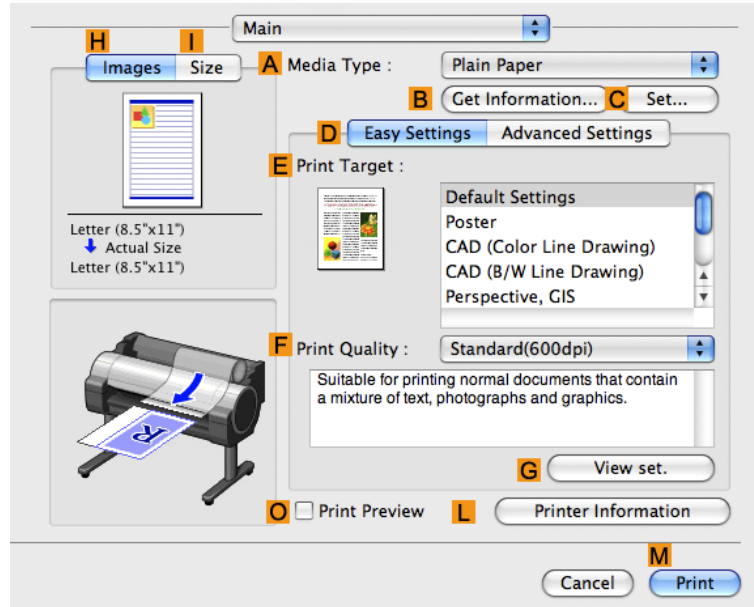 Main
H I
Images Size
A Media Type : Plain Paper
B Get Information... C Set...
D Easy Settings Advanced Settings
E Print Target :
Default Settings
Poster
CAD (Color Line Drawing)
CAD (B/W Line Drawing)
Perspective, GIS
Letter (8.5"x11")
Actual Size
Letter (8.5"x11")
F Print Quality : Standard(600dpi)
Suitable for printing normal documents that contain
a mixture of text, photographs and graphics.
R
G View set.
O Print Preview L Printer Information
M
Cancel Print